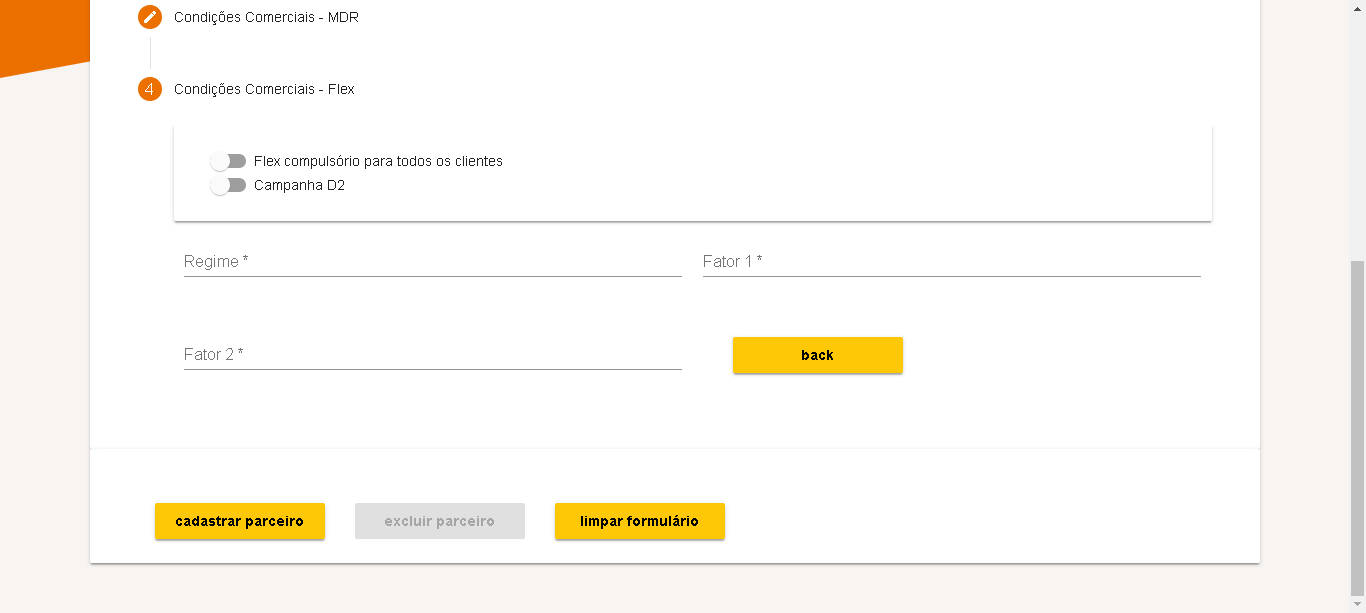 Condições Comerciais - MDR
4
Condições Comerciais - Flex
Flex compulsório para todos os clientes
Campanha D2
Regime *
Fator 1 *
Fator 2 *
back
cadastrar parceiro
excluir parceiro
limpar formulário